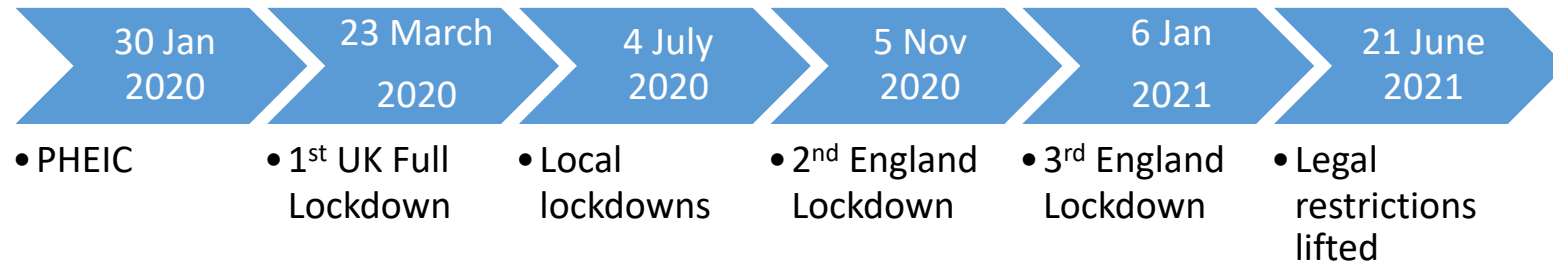 30 Jan
2020
23 March
2020
4 July
2020
5 Nov
2020
6 Jan
2021
21 June
2021
•PHEIC
•1st UK Full
Lockdown
•Local
lockdowns
•2nd England
Lockdown
•3rd England
Lockdown
•Legal
restrictions
lifted